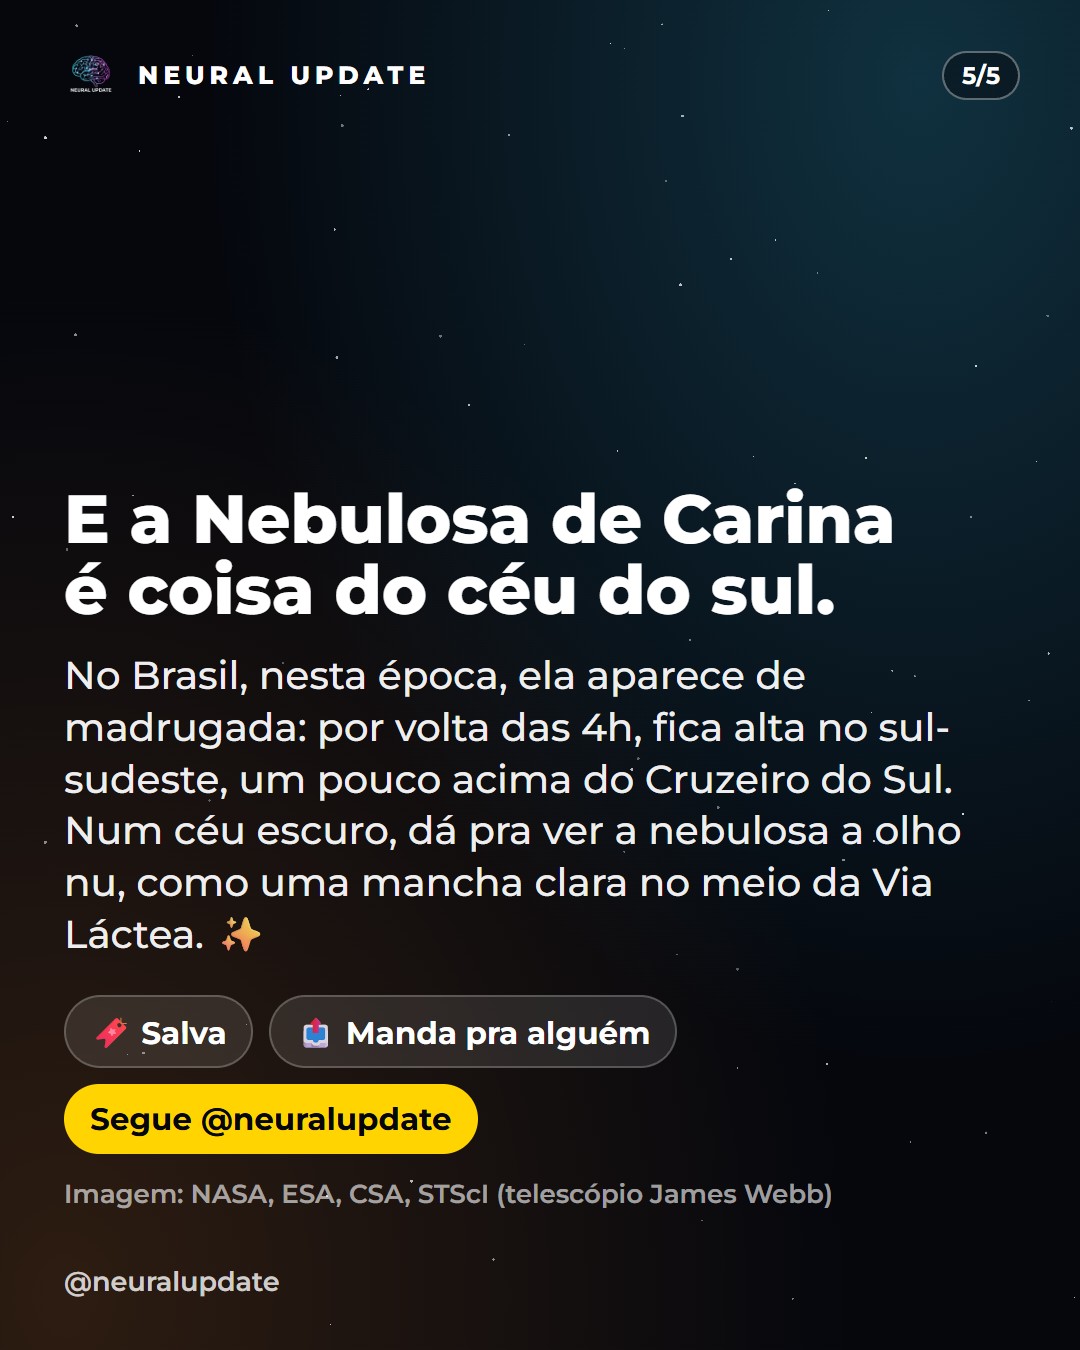 NEURAL UPDATE
NEURAL UPDATE
5/5
E a Nebulosa de Carina
é coisa do céu do sul.
No Brasil, nesta época, ela aparece de
madrugada: por volta das 4h, fica alta no sul-
sudeste, um pouco acima do Cruzeiro do Sul.
Num céu escuro, dá pra ver a nebulosa a olho
nu, como uma mancha clara no meio da Via
Láctea. ✨
Salva
Manda pra alguém
Segue @neuralupdate
Imagem: NASA, ESA, CSA, STScI (telescópio James Webb)
@neuralupdate